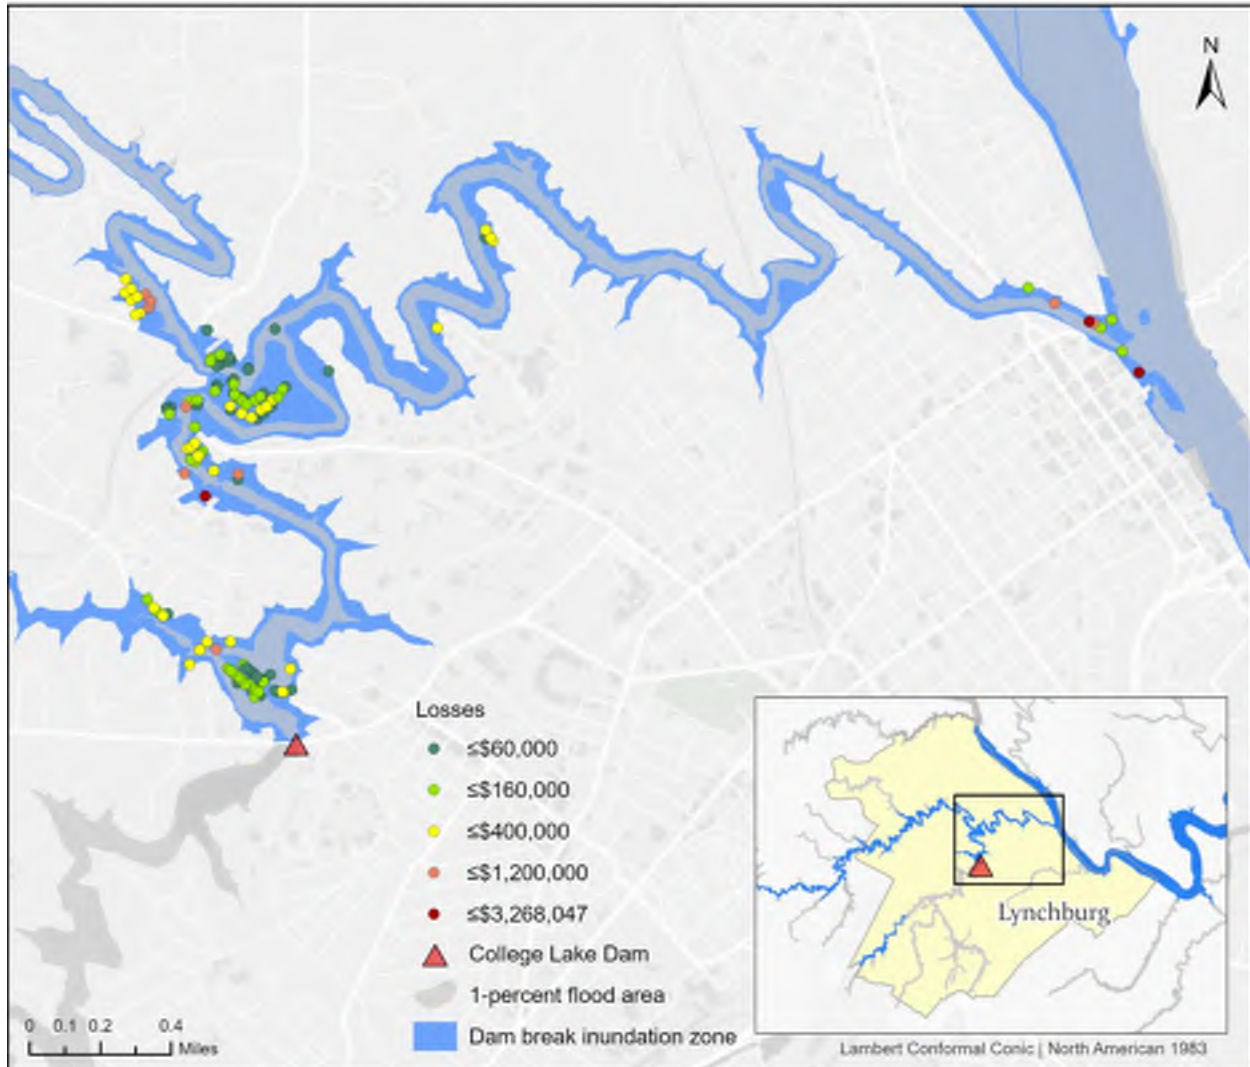 N
Losses
≤$60,000
≤$160,000
≤$400,000
≤$1,200,000
≤$3,268,047
College Lake Dam
1-percent flood area
Dam break inundation zone
0 0.1 0.2 0.4
Miles
Lynchburg
Lambert Conformal Conic | North American 1983